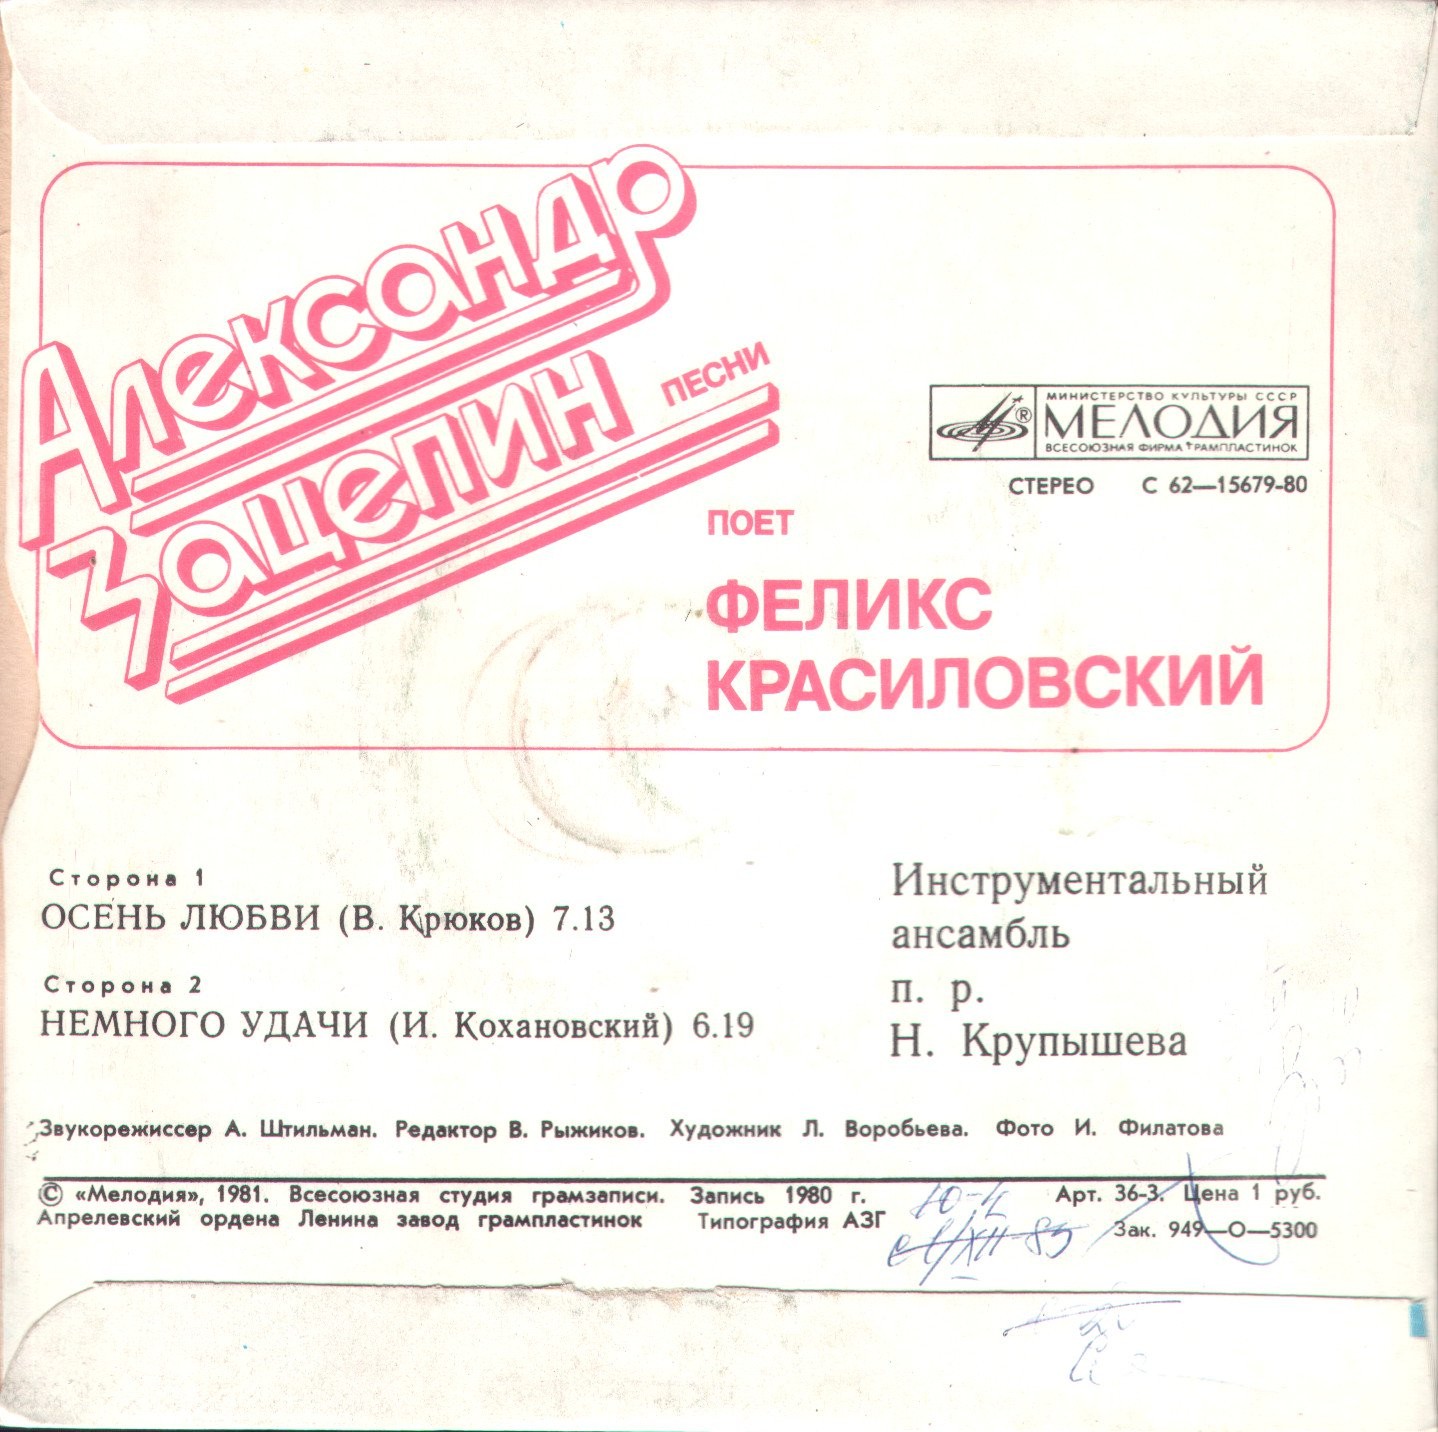 Александр
Зацепин
ПЕСНИ
МИНИСТЕРСТВО КУЛЬТУРЫ СССР
МЕЛОДИЯ
ВСЕСОЮЗНАЯ ФИРМА ГРАМПЛАСТИНОК
СТЕРЕО С 62—15679-80
ПОЕТ
ФЕЛИКС
КРАСИЛОВСКИЙ
Сторона 1
ОСЕНЬ ЛЮБВИ (В. Крюков) 7.13
Сторона 2
НЕМНОГО УДАЧИ (И. Кохановский) 6.19
Инструментальный
ансамбль
п. р.
Н. Крупышева
Звукорежиссер А. Штильман. Редактор В. Рыжиков. Художник Л. Воробьева. Фото И. Филатова
© «Мелодия», 1981. Всесоюзная студия грамзаписи. Запись 1980 г. Арт. 36-3. Цена 1 руб.
Апрелевский ордена Ленина завод грампластинок Типография АЗГ Зак. 949—О—5300